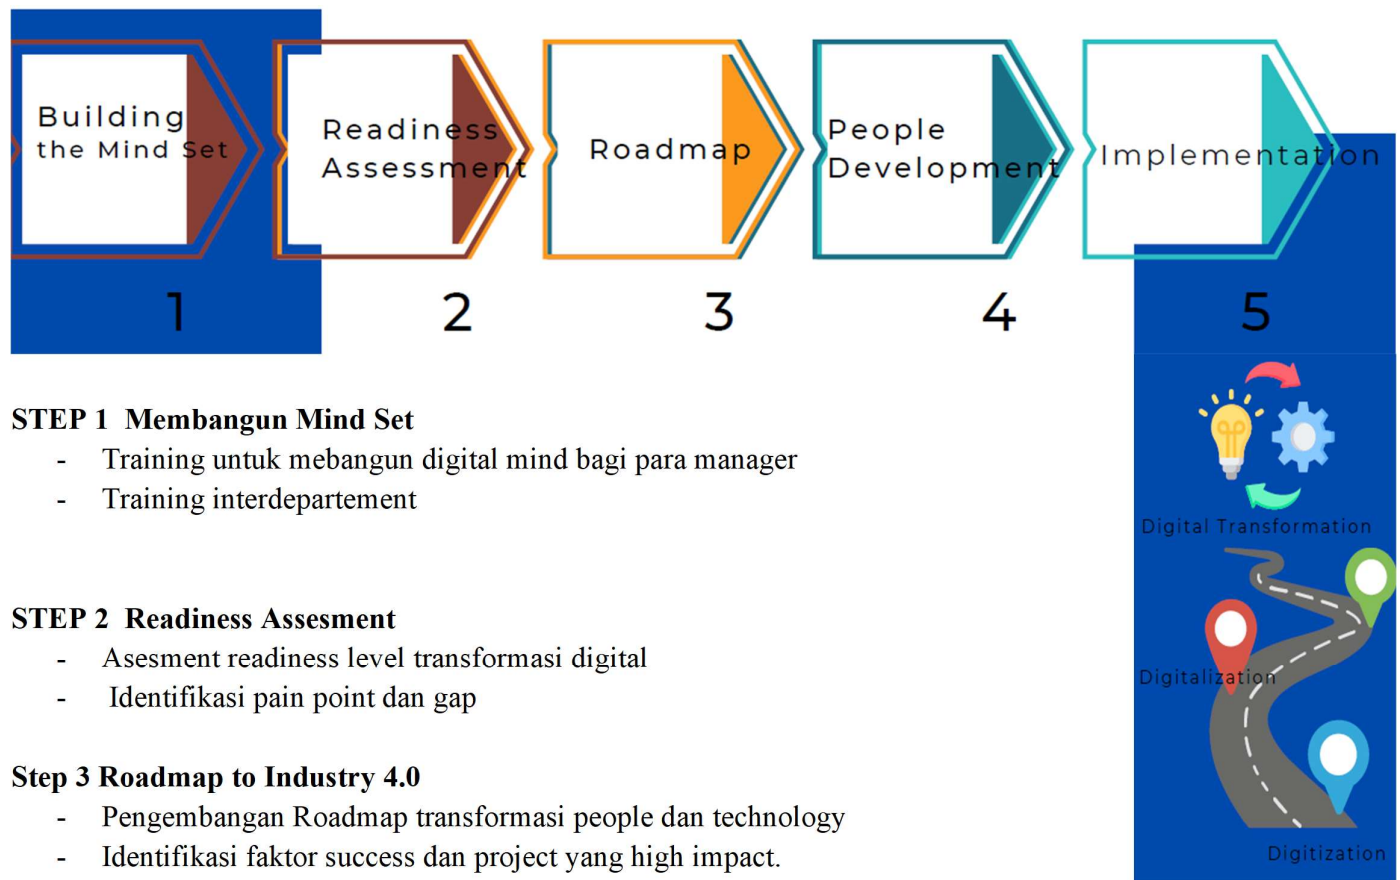 Building
the Mind Set
Readiness
Assessment
Roadmap
People
Development
Implementation
1
2
3
4
5
STEP 1  Membangun Mind Set
- Training untuk mebangun digital mind bagi para manager
- Training interdepartement
STEP 2  Readiness Assesment
- Asesment readiness level transformasi digital
- Identifikasi pain point dan gap
Step 3 Roadmap to Industry 4.0
- Pengembangan Roadmap transformasi people dan technology
- Identifikasi faktor success dan project yang high impact.
Digital Transformation
Digitalization
Digitization